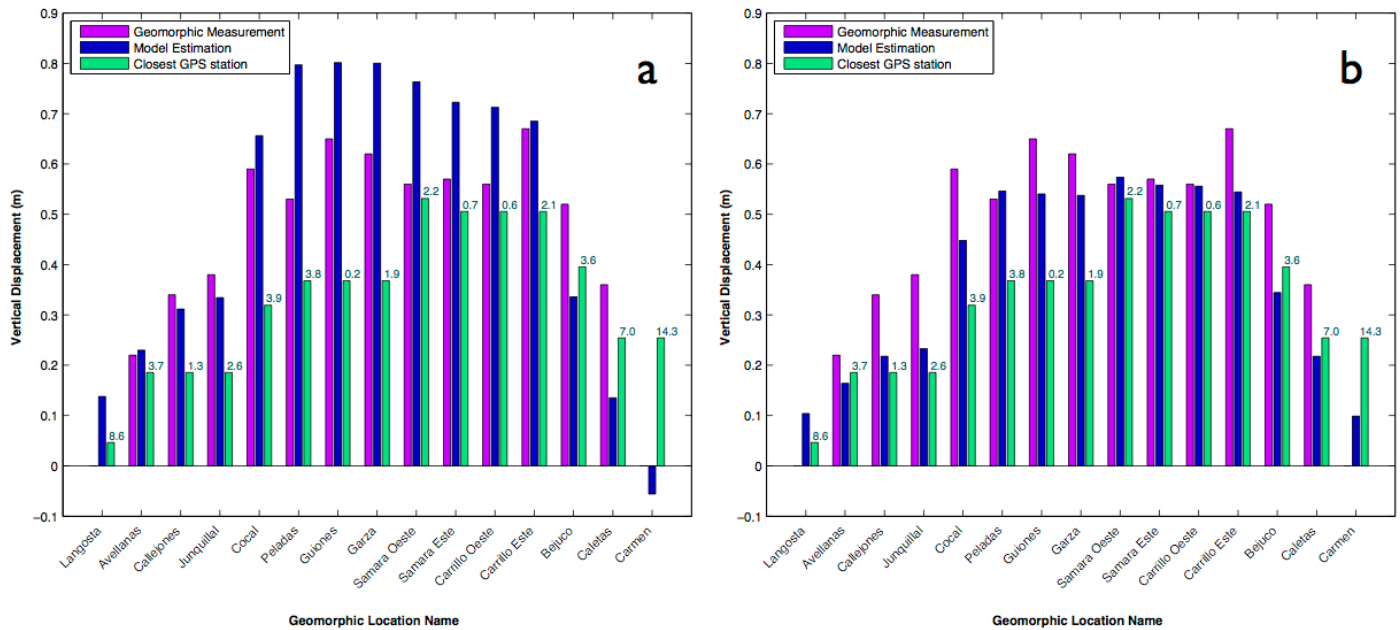 0.9
0.8
0.7
0.6
0.5
0.4
0.3
0.2
0.1
0
−0.1
Vertical Displacement (m)
Geomorphic Measurement
Model Estimation
Closest GPS station
a
8.6
3.7
1.3
2.6
3.9
3.8
0.2
1.9
2.2
0.7
0.6
2.1
3.6
7.0
14.3
Langosta
Avellanas
Callejones
Junquillal
Cocal
Peladas
Guiones
Garza
Samara Oeste
Samara Este
Carrillo Oeste
Carrillo Este
Bejuco
Caletas
Carmen
Geomorphic Location Name
0.9
0.8
0.7
0.6
0.5
0.4
0.3
0.2
0.1
0
−0.1
Vertical Displacement (m)
Geomorphic Measurement
Model Estimation
Closest GPS station
b
8.6
3.7
1.3
2.6
3.9
3.8
0.2
1.9
2.2
0.7
0.6
2.1
3.6
7.0
14.3
Langosta
Avellanas
Callejones
Junquillal
Cocal
Peladas
Guiones
Garza
Samara Oeste
Samara Este
Carrillo Oeste
Carrillo Este
Bejuco
Caletas
Carmen
Geomorphic Location Name